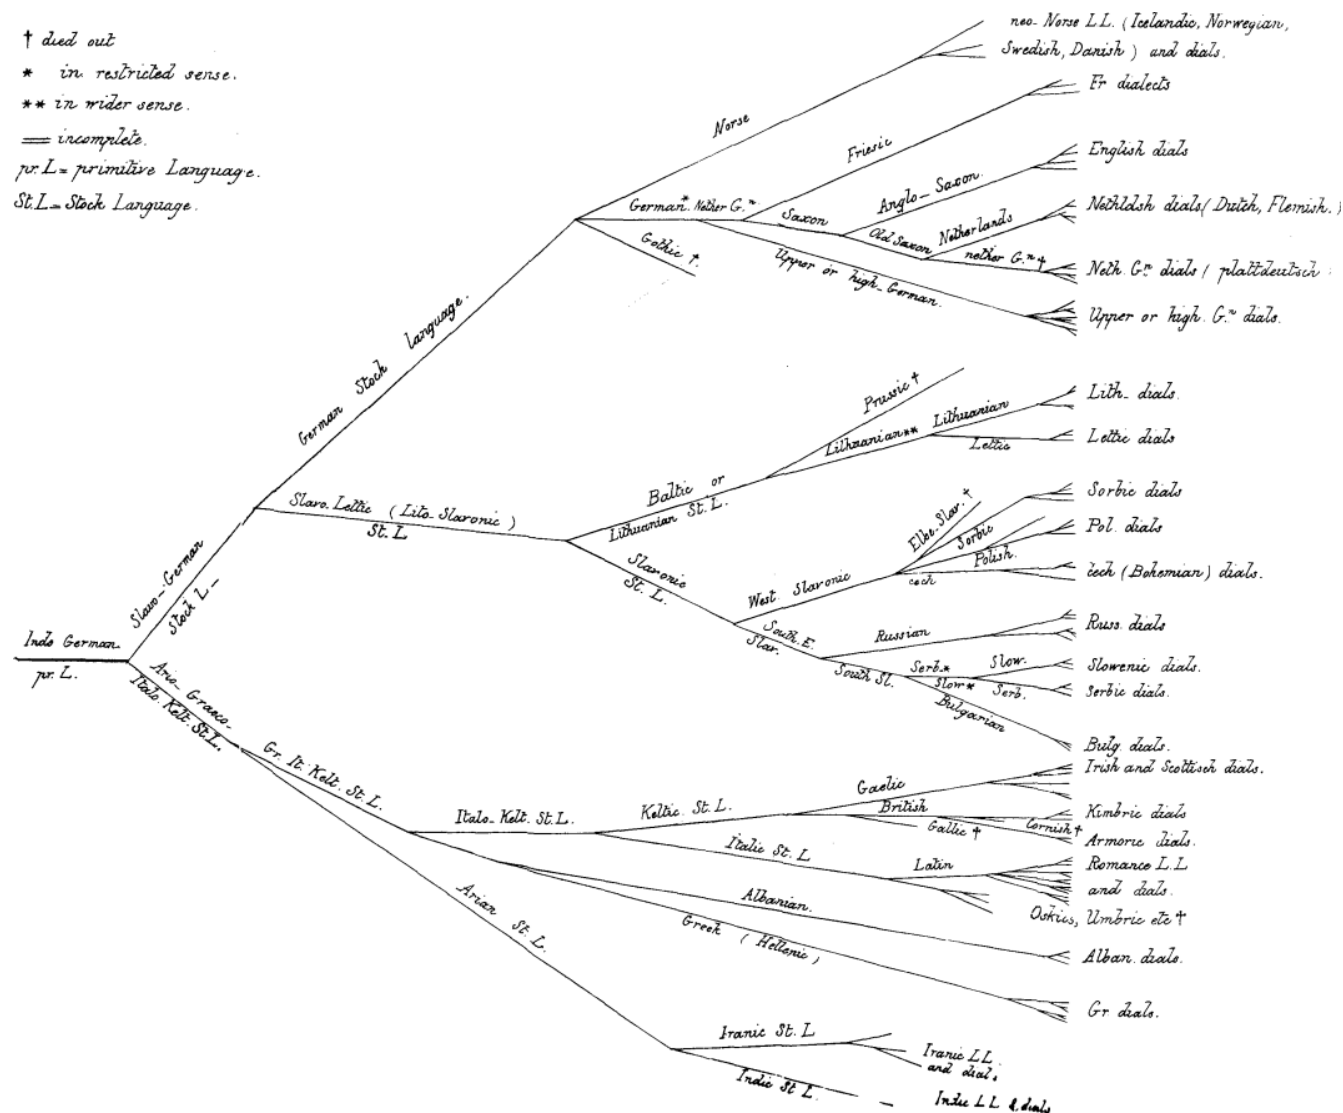 † died out
* in restricted sense.
** in wider sense.
== incomplete.
pr. L = primitive Language.
St. L = Stock Language.
neo-Norse L L. (Icelandic, Norwegian,
Swedish, Danish) and dials.
Norse
Fr dialects
Friesic
English dials
Anglo-Saxon.
German* Nether G.ⁿ
Saxon
Nethldsh dials (Dutch, Flemish.)
Netherlands
Old Saxon
nether G.ⁿ †
Neth. G.ⁿ dials (plattdeutsch :
Gothic †.
Upper or high-German.
Upper or high. G.ⁿ dials.
German Stock language.
Prussic †
Lithuanian
Lith- dials.
Lithuanian**
Lettic
Lettic dials
Baltic or
Lithuanian St. L.
Slavo-Lettic (Lito-Slavonic)
St. L
Slavonic
St. L.
Elbe-Slav. †
Sorbic
Sorbic dials
Polish.
Pol. dials
West. Slavonic
cech
čech (Bohemian) dials.
South. E.
Slav.
Russian
Russ. dials
South Sl.
Serb.*
Slow*
Slow.
Serb.
Slowenic dials.
Serbic dials.
Bulgarian
Bulg. dials.
Slavo-German
Stock L-
Indo German.
pr. L.
Ario-Graeco-
Italo. Kelt. St. L.
Gr. It. Kelt. St. L.
Gaelic
Irish and Scottisch dials.
Italo-Kelt. St. L.
Keltic St. L.
British
Gallic †
Cornish †
Kimbric dials
Armoric dials.
Italic St. L
Latin
Romance L.L
and dials.
Oskics, Umbric etc †
Albanian.
Alban. dials.
Greek (Hellenic)
Gr dials.
Arian St. L.
Iranic St. L
Iranic LL
and dials
Indic St L.
Indic LL & dials